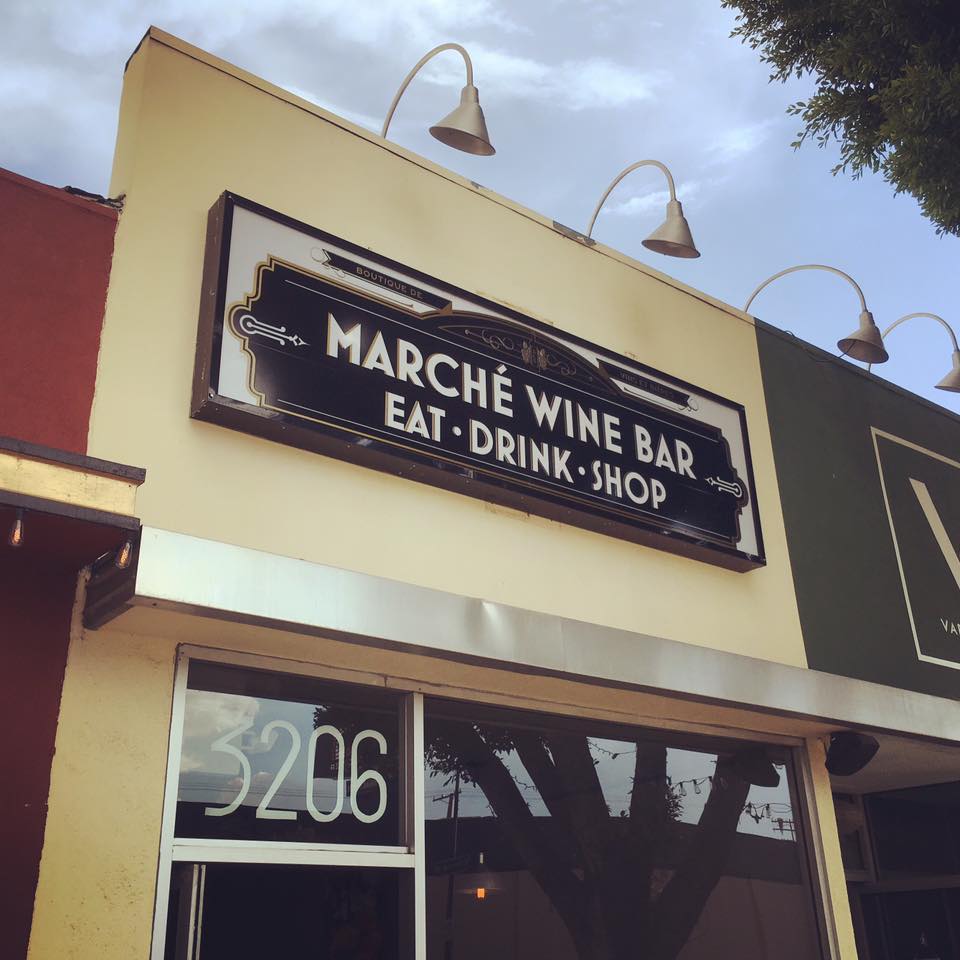 BOUTIQUE DE
MARCHÉ WINE BAR
EAT · DRINK · SHOP
3206